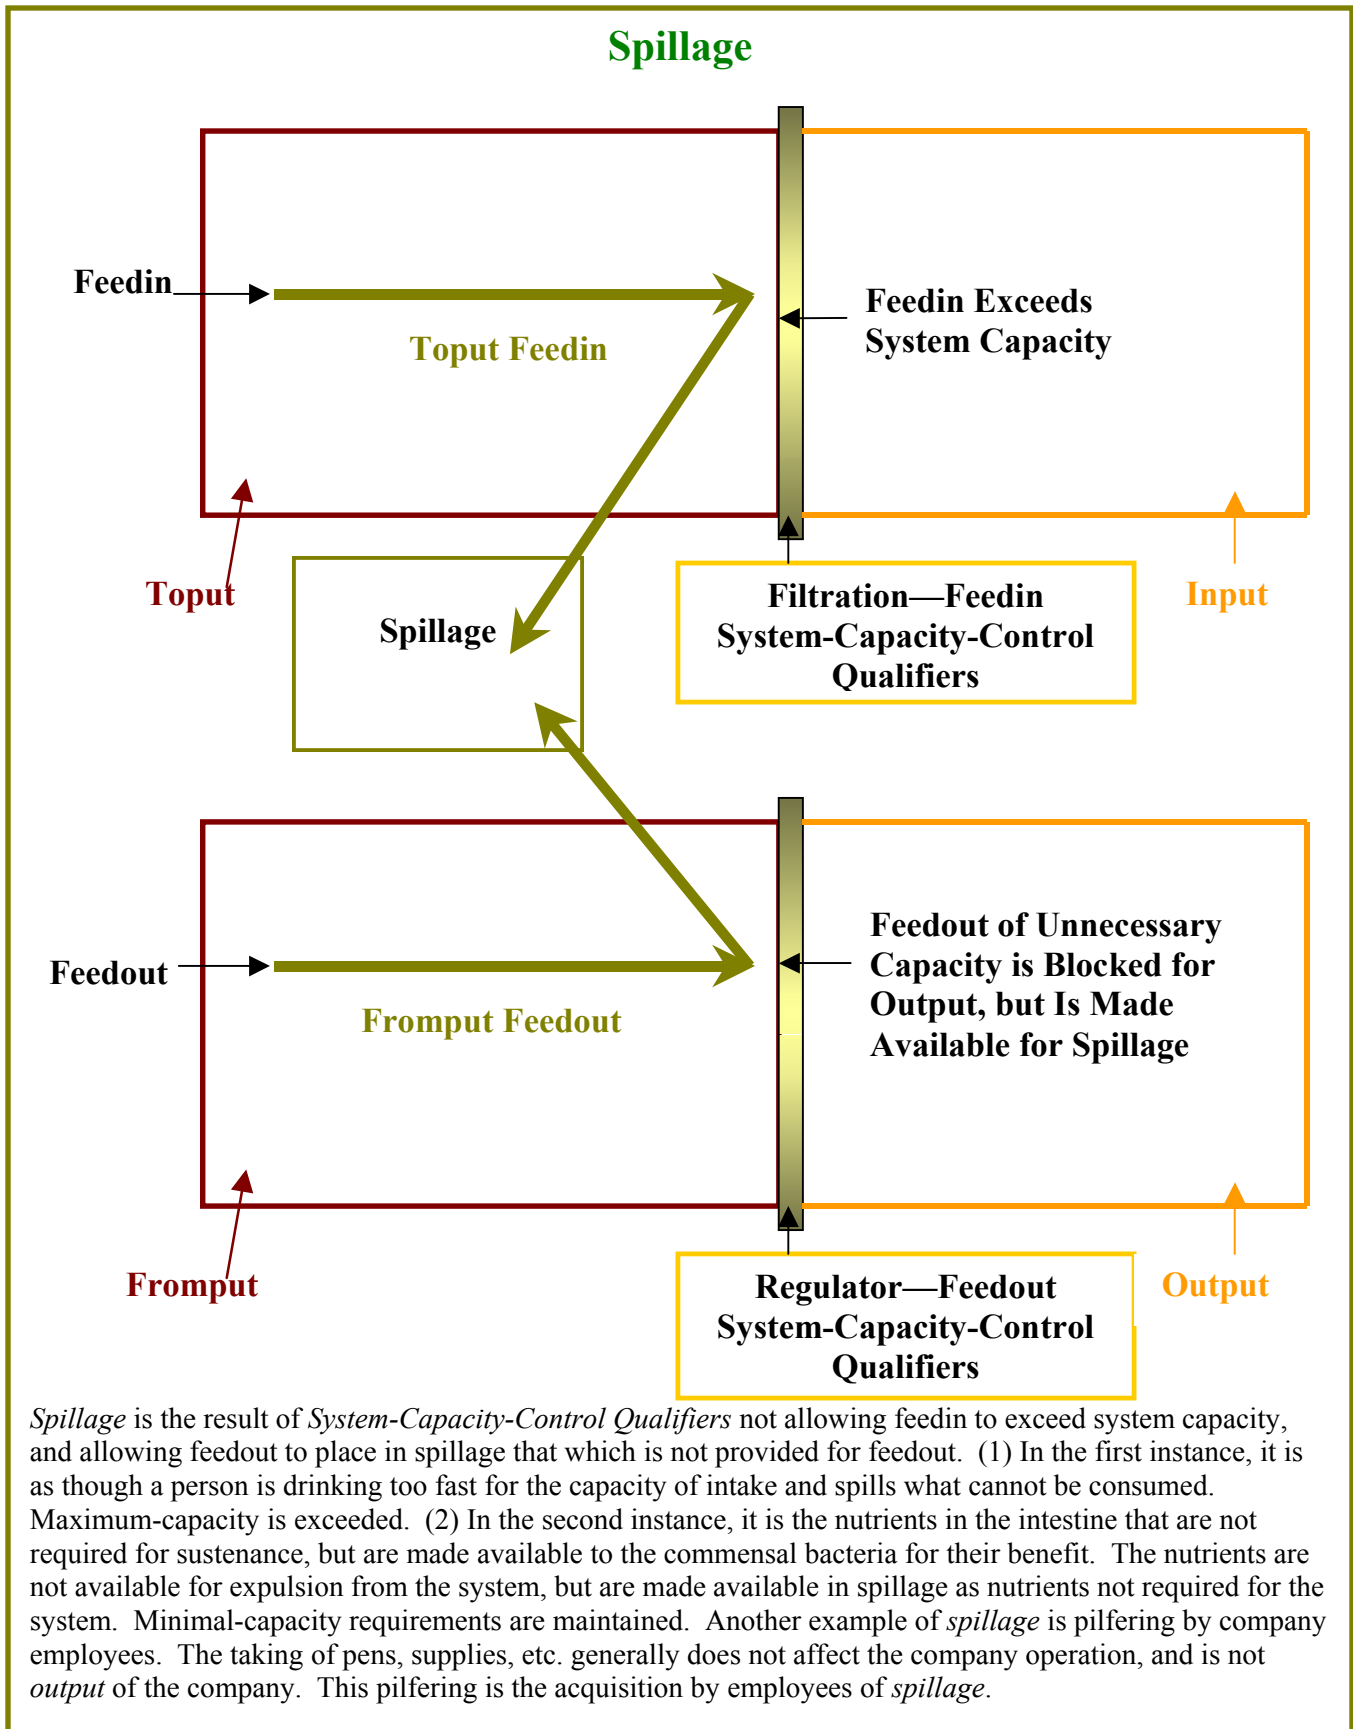 Spillage
Feedin
Toput Feedin
Feedin Exceeds
System Capacity
Toput
Spillage
Filtration—Feedin
System-Capacity-Control
Qualifiers
Input
Feedout
Fromput Feedout
Feedout of Unnecessary
Capacity is Blocked for
Output, but Is Made
Available for Spillage
Fromput
Regulator—Feedout
System-Capacity-Control
Qualifiers
Output
Spillage is the result of System-Capacity-Control Qualifiers not allowing feedin to exceed system capacity,
and allowing feedout to place in spillage that which is not provided for feedout.  (1) In the first instance, it is
as though a person is drinking too fast for the capacity of intake and spills what cannot be consumed.
Maximum-capacity is exceeded.  (2) In the second instance, it is the nutrients in the intestine that are not
required for sustenance, but are made available to the commensal bacteria for their benefit.  The nutrients are
not available for expulsion from the system, but are made available in spillage as nutrients not required for the
system.  Minimal-capacity requirements are maintained.  Another example of spillage is pilfering by company
employees.  The taking of pens, supplies, etc. generally does not affect the company operation, and is not
output of the company.  This pilfering is the acquisition by employees of spillage.